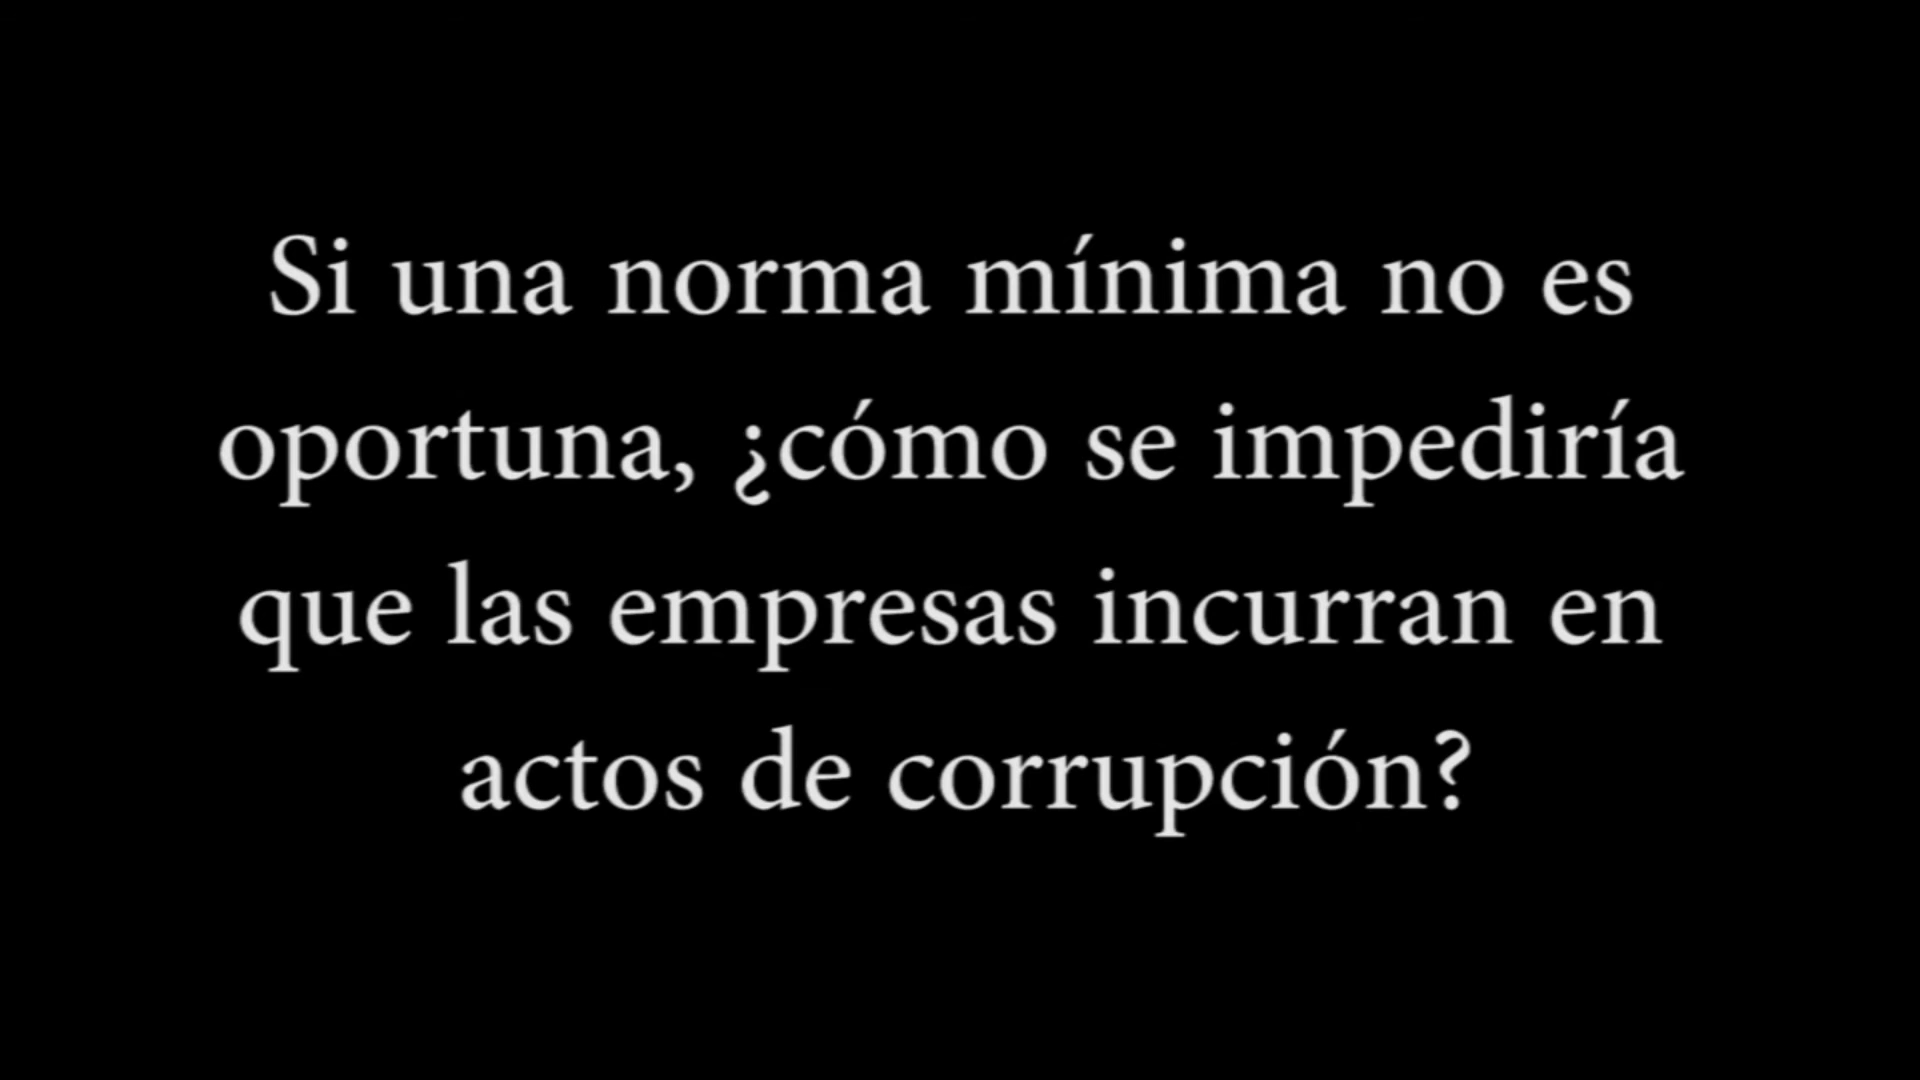 Si una norma mínima no es
oportuna, ¿cómo se impediría
que las empresas incurran en
actos de corrupción?